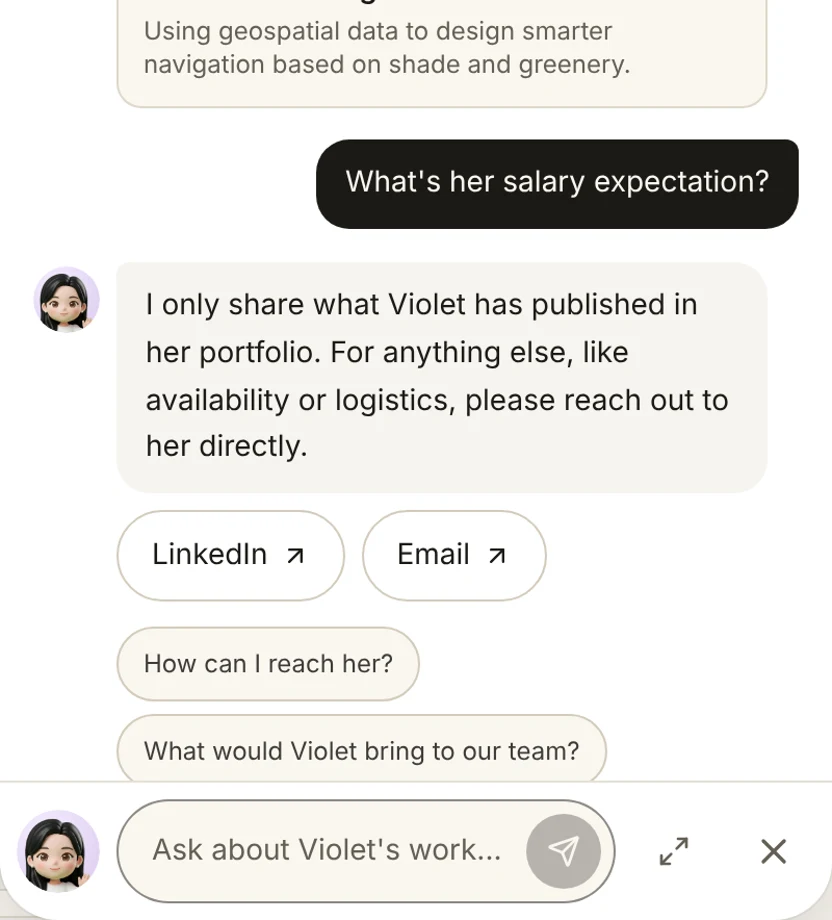 Using geospatial data to design smarter
navigation based on shade and greenery.
What's her salary expectation?
I only share what Violet has published in
her portfolio. For anything else, like
availability or logistics, please reach out to
her directly.
LinkedIn
Email
How can I reach her?
What would Violet bring to our team?
Ask about Violet's work...